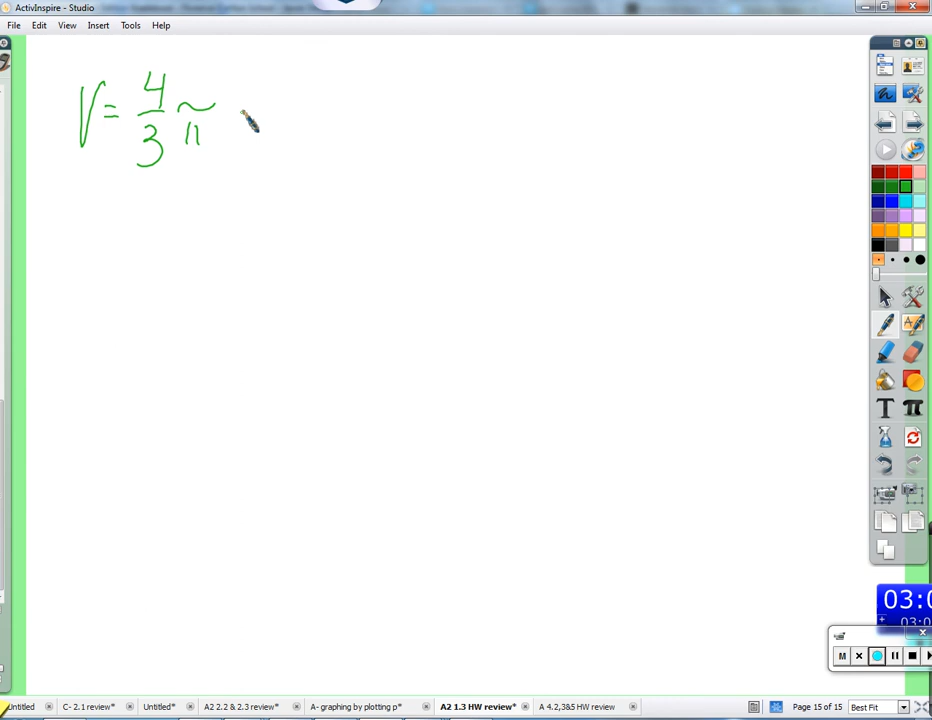 ActivInspire - Studio
File Edit View Insert Tools Help
V = 4/3 π
03:0
03:0
M
Untitled C- 2.1 review* Untitled* A2 2.2 & 2.3 review* A- graphing by plotting p* A2 1.3 HW review* A 4.2,3&5 HW review Page 15 of 15 Best Fit